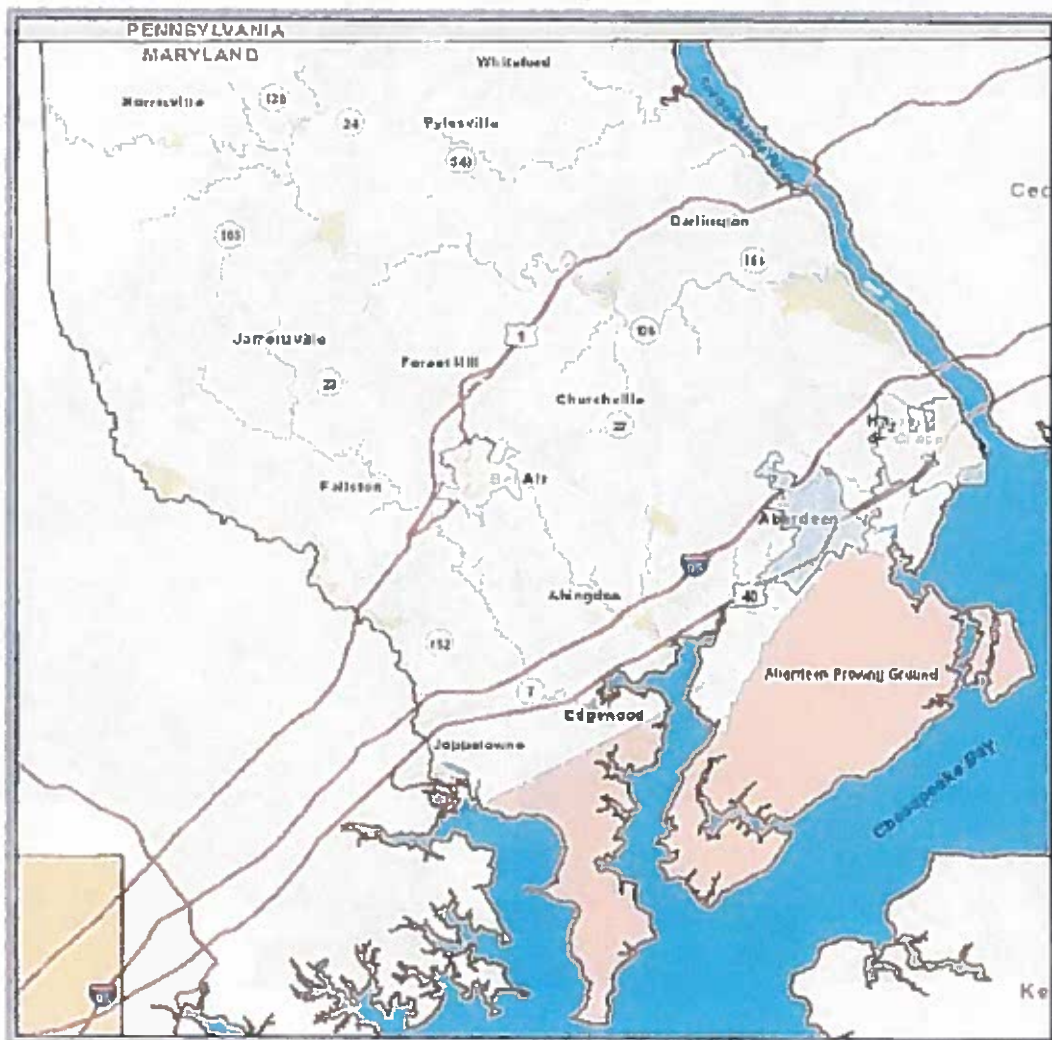 PENNSYLVANIA
MARYLAND
Whiteford
Norrisville
136
24
Pylesville
543
165
Darlington
161
Jarrettsville
1
136
Forest Hill
23
Churchville
22
Bel Air
Fallston
Aberdeen
95
Abingdon
40
152
Aberdeen Proving Ground
7
Edgewood
Joppatowne
Chesapeake Bay